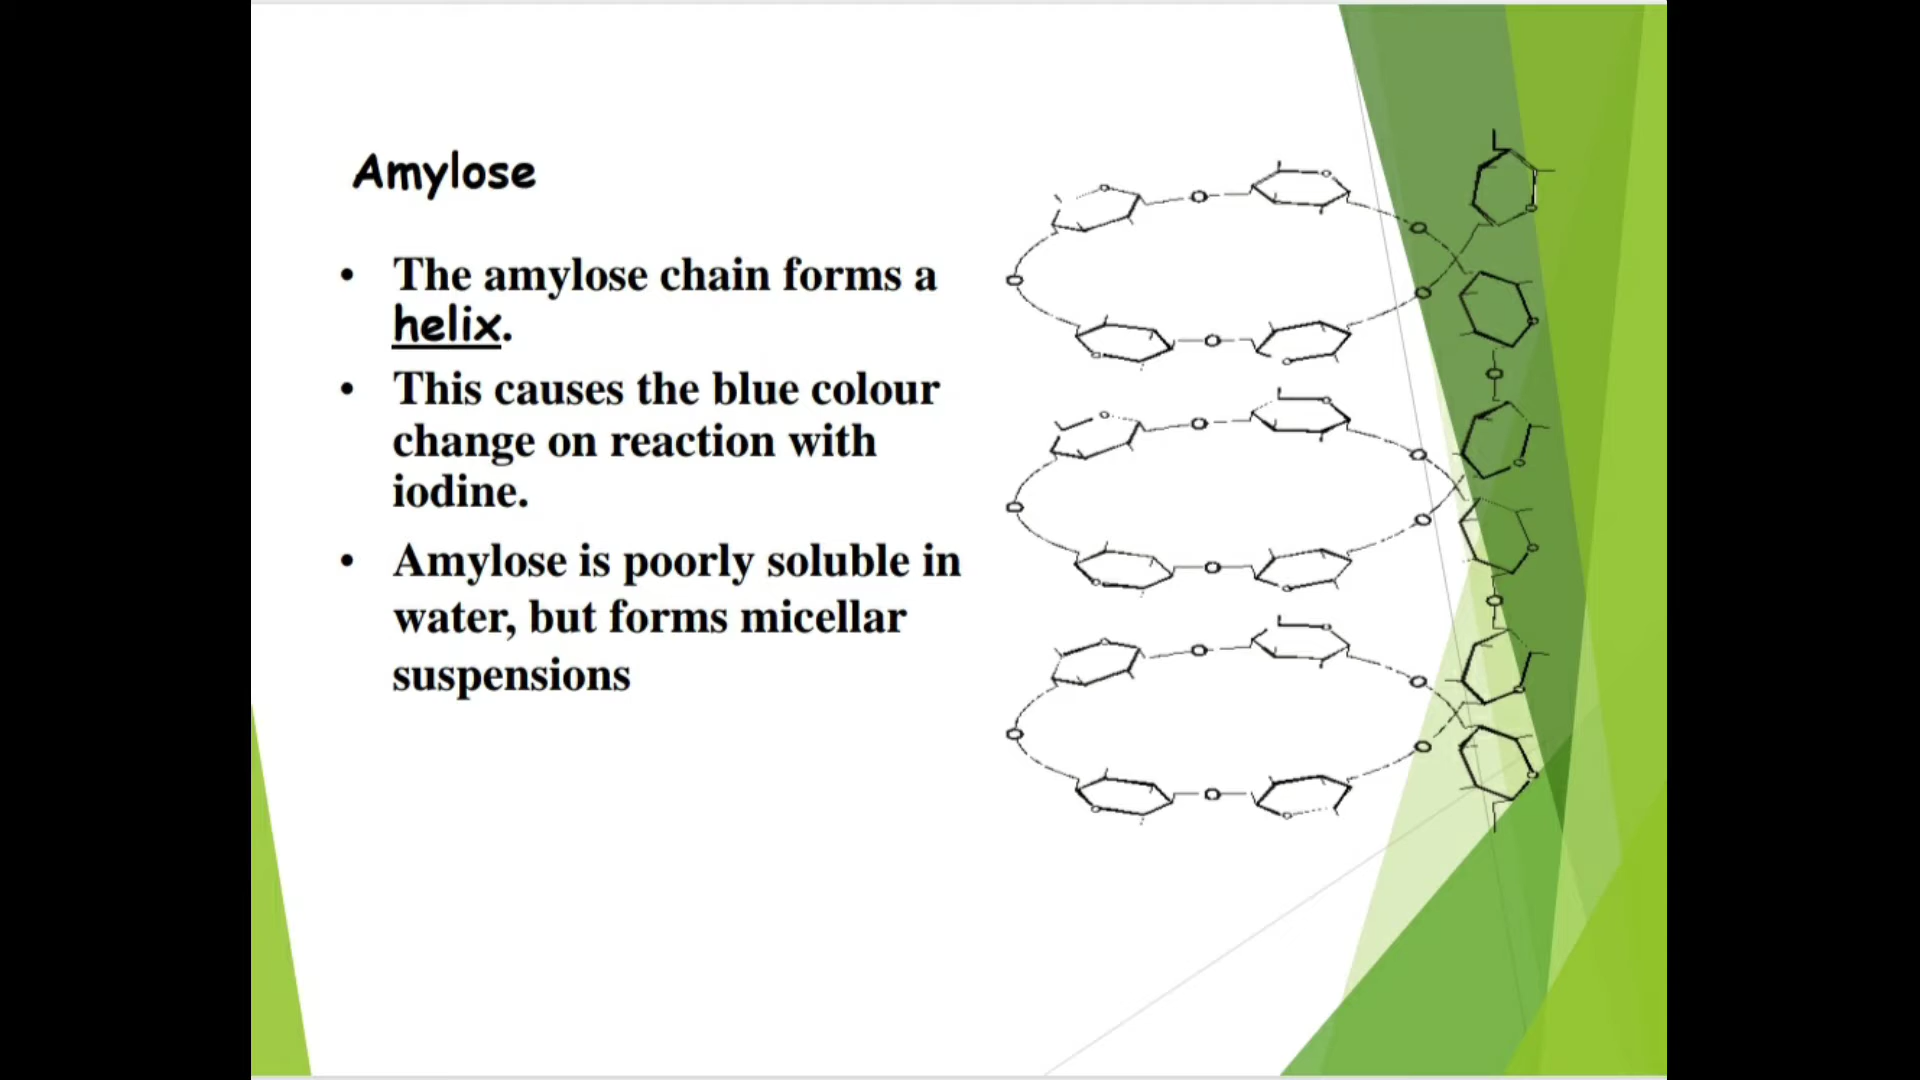 Amylose
• The amylose chain forms a
helix.
• This causes the blue colour
change on reaction with
iodine.
• Amylose is poorly soluble in
water, but forms micellar
suspensions